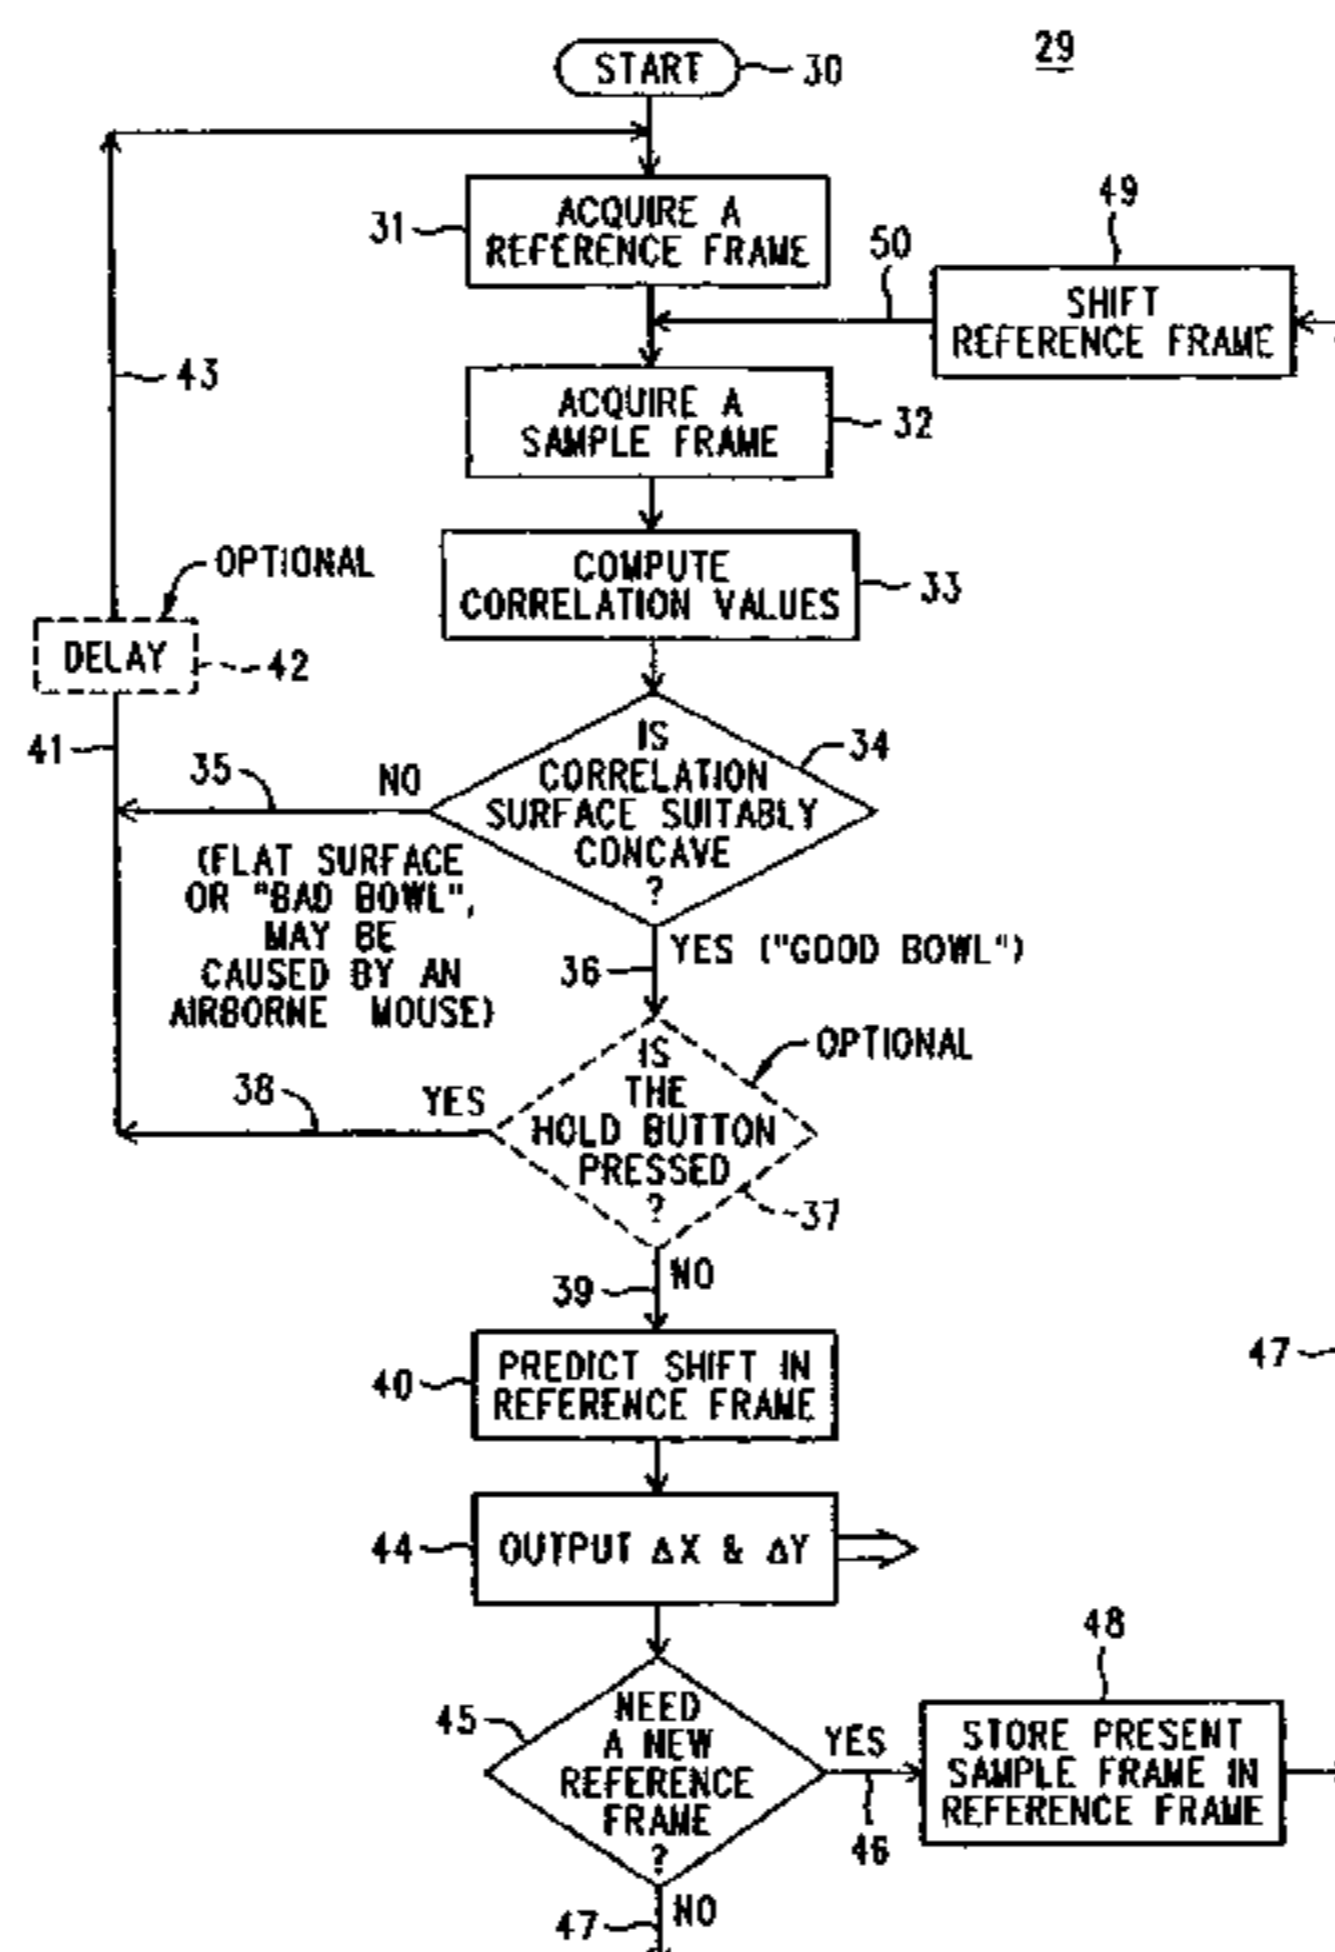 29
START
30
ACQUIRE A
REFERENCE FRAME
31
49
50
SHIFT
REFERENCE FRAME
43
ACQUIRE A
SAMPLE FRAME
32
COMPUTE
CORRELATION VALUES
33
OPTIONAL
DELAY
42
41
35
NO
IS
CORRELATION
SURFACE SUITABLY
CONCAVE
?
34
(FLAT SURFACE
OR "BAD BOWL",
MAY BE
CAUSED BY AN
AIRBORNE MOUSE)
36
YES ("GOOD BOWL")
38
YES
IS
THE
HOLD BUTTON
PRESSED
?
OPTIONAL
37
39
NO
40
PREDICT SHIFT IN
REFERENCE FRAME
47
44
OUTPUT ΔX & ΔY
45
NEED
A NEW
REFERENCE
FRAME
?
YES
46
48
STORE PRESENT
SAMPLE FRAME IN
REFERENCE FRAME
47
NO